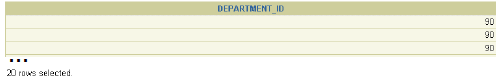 DEPARTMENT_ID
90
90
90
...
20 rows selected.